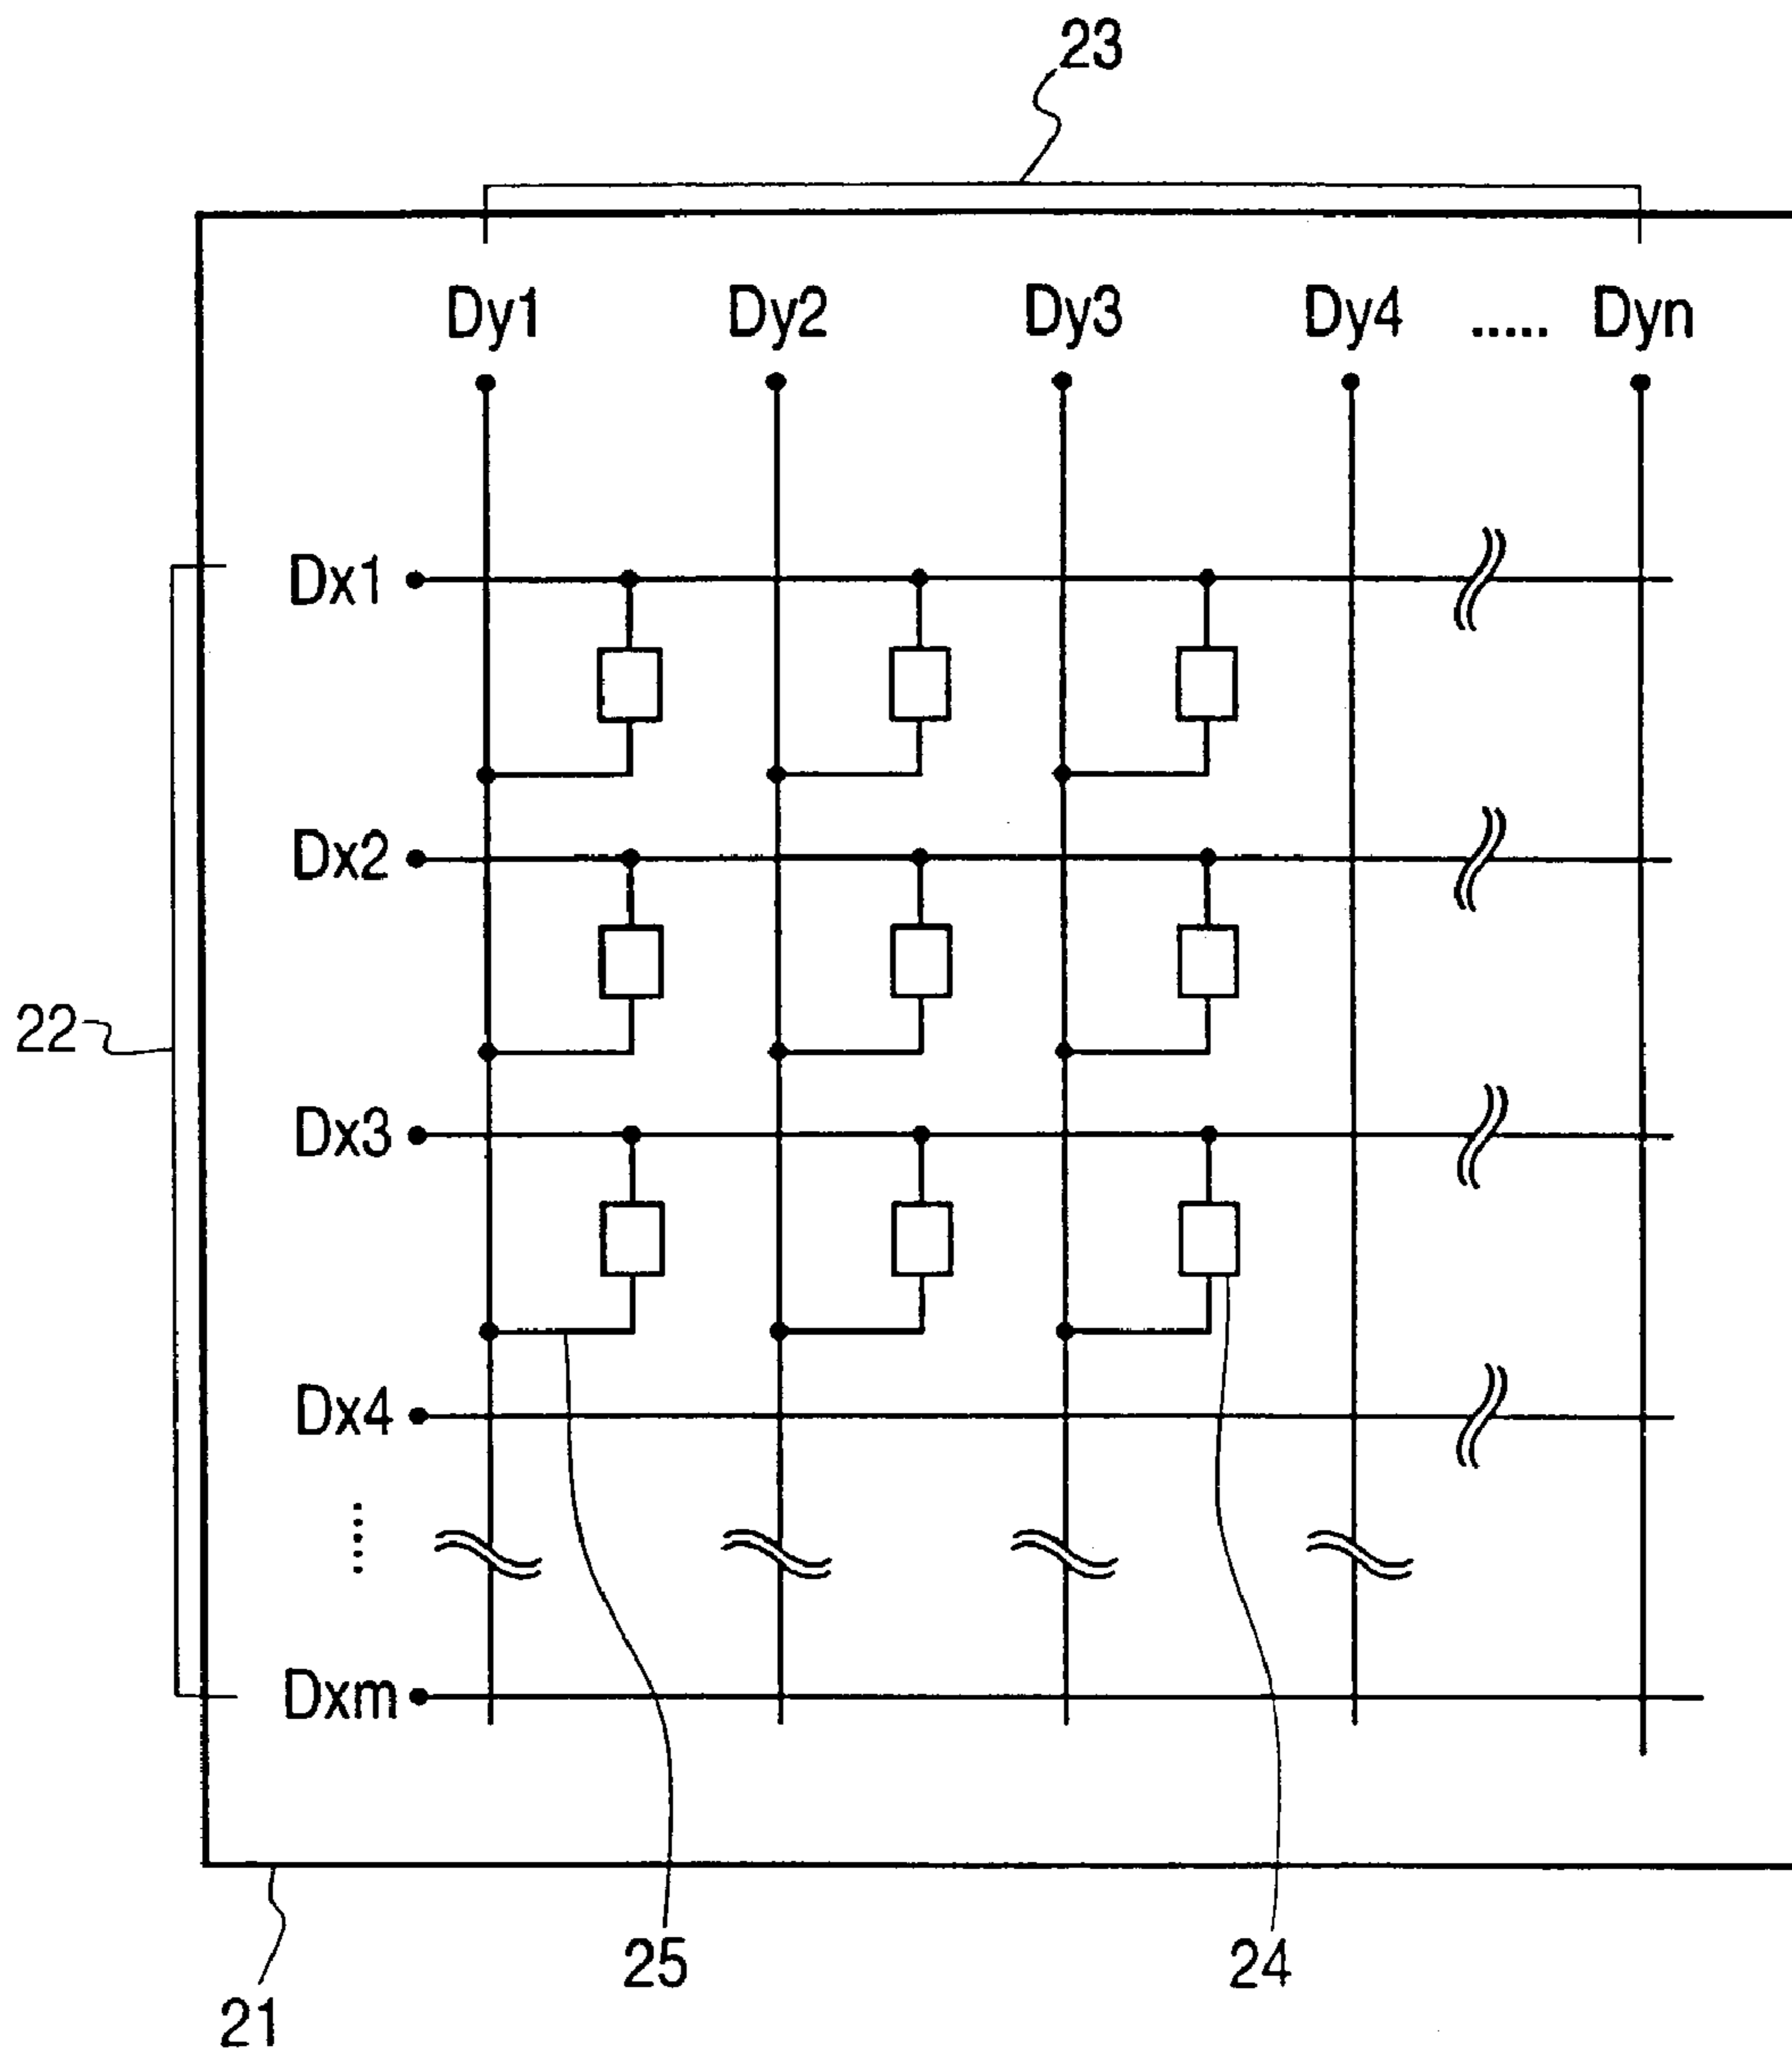 23
Dy1 Dy2 Dy3 Dy4 ..... Dyn
Dx1
Dx2
22
Dx3
Dx4
.....
Dxm
25 24
21